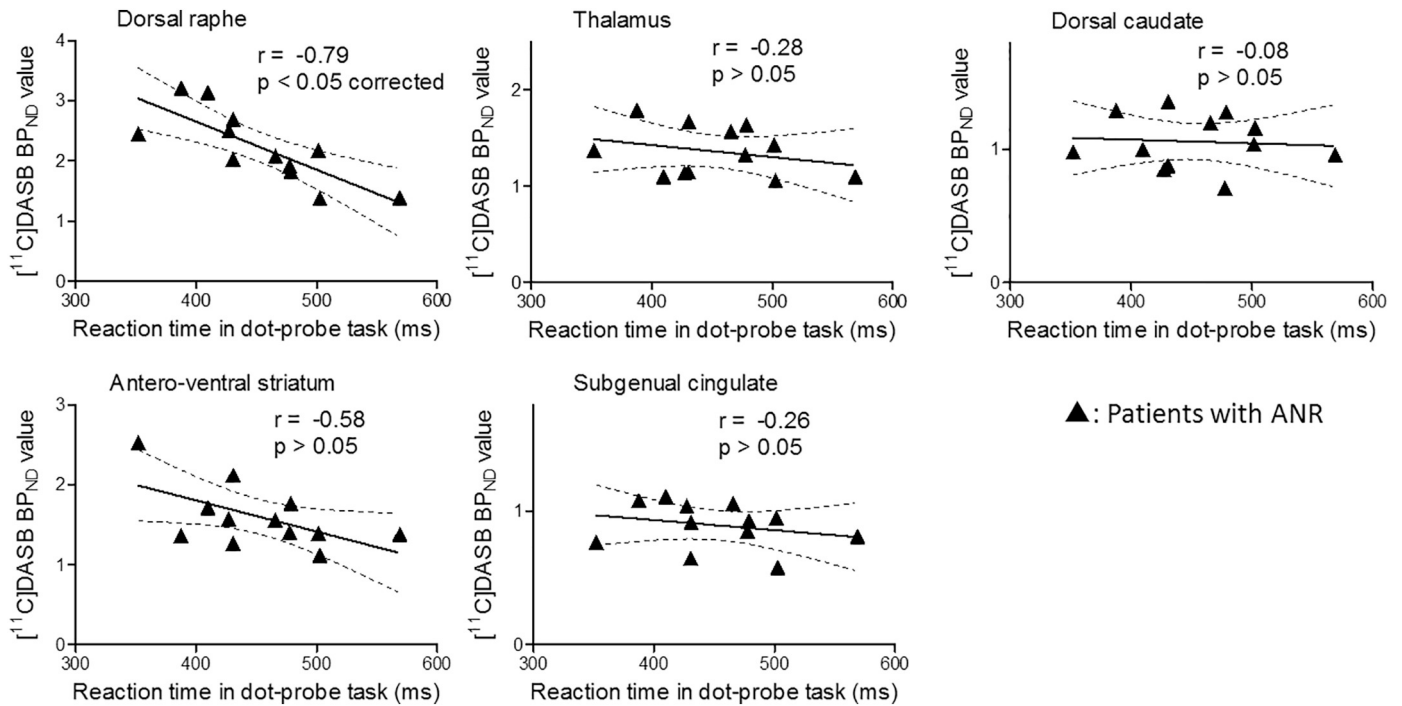 Dorsal raphe
r = -0.79
p < 0.05 corrected
[¹¹C]DASB BP_ND value
4
3
2
1
0
300 400 500 600
Reaction time in dot-probe task (ms)
Thalamus
r = -0.28
p > 0.05
[¹¹C]DASB BP_ND value
2
1
0
300 400 500 600
Reaction time in dot-probe task (ms)
Dorsal caudate
r = -0.08
p > 0.05
[¹¹C]DASB BP_ND value
1
0
300 400 500 600
Reaction time in dot-probe task (ms)
Antero-ventral striatum
r = -0.58
p > 0.05
[¹¹C]DASB BP_ND value
3
2
1
0
300 400 500 600
Reaction time in dot-probe task (ms)
Subgenual cingulate
r = -0.26
p > 0.05
[¹¹C]DASB BP_ND value
1
0
300 400 500 600
Reaction time in dot-probe task (ms)
▲: Patients with ANR